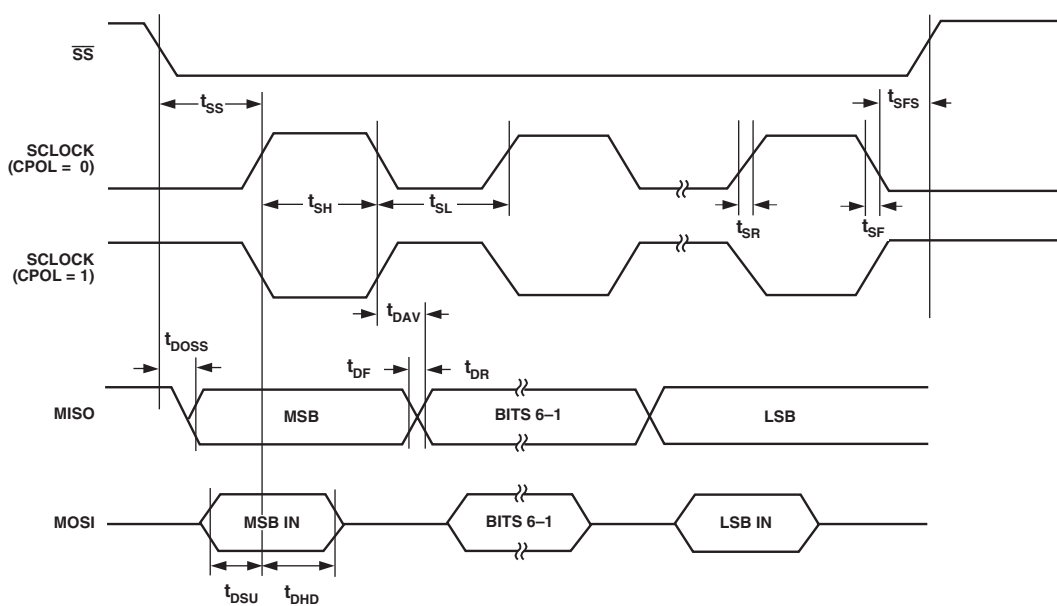 SS
tSS
tSFS
SCLOCK
(CPOL = 0)
tSH
tSL
tSR
tSF
SCLOCK
(CPOL = 1)
tDAV
tDOSS
tDF
tDR
MISO
MSB
BITS 6–1
LSB
MOSI
MSB IN
BITS 6–1
LSB IN
tDSU
tDHD